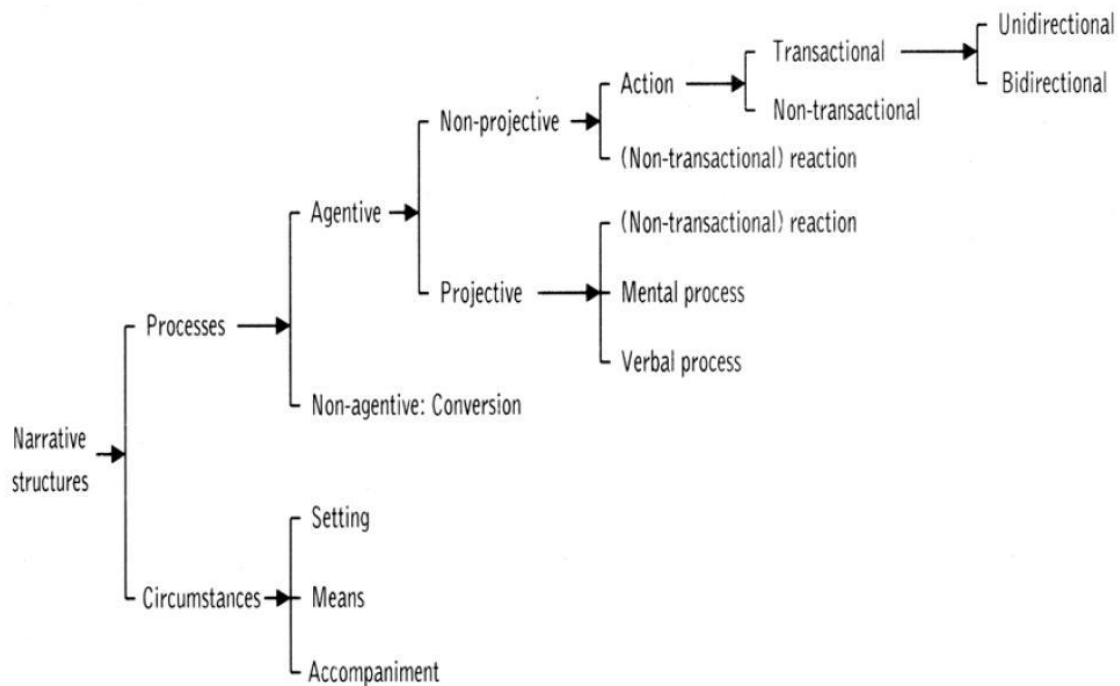 Unidirectional
Transactional
Bidirectional
Action
Non-projective
Non-transactional
(Non-transactional) reaction
Agentive
(Non-transactional) reaction
Projective
Mental process
Processes
Verbal process
Non-agentive: Conversion
Narrative
structures
Setting
Circumstances
Means
Accompaniment